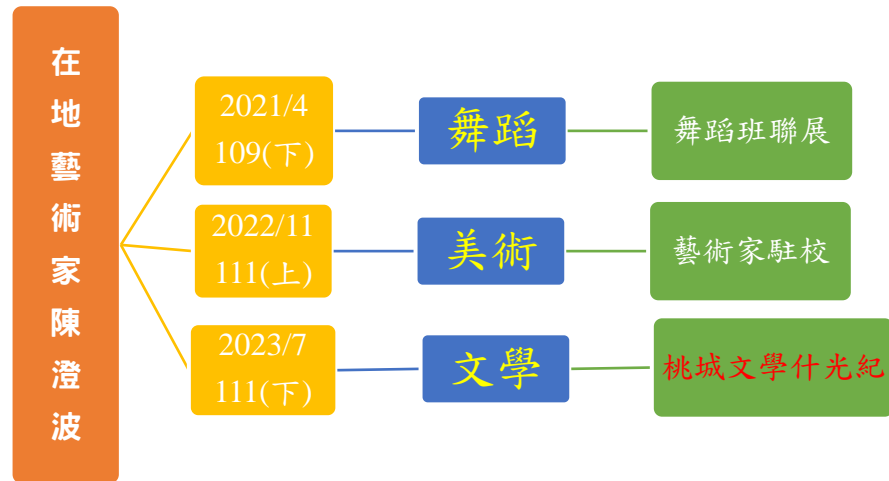 在地藝術家陳澄波
2021/4
109(下)
舞蹈
舞蹈班聯展
2022/11
111(上)
美術
藝術家駐校
2023/7
111(下)
文學
桃城文學什光紀